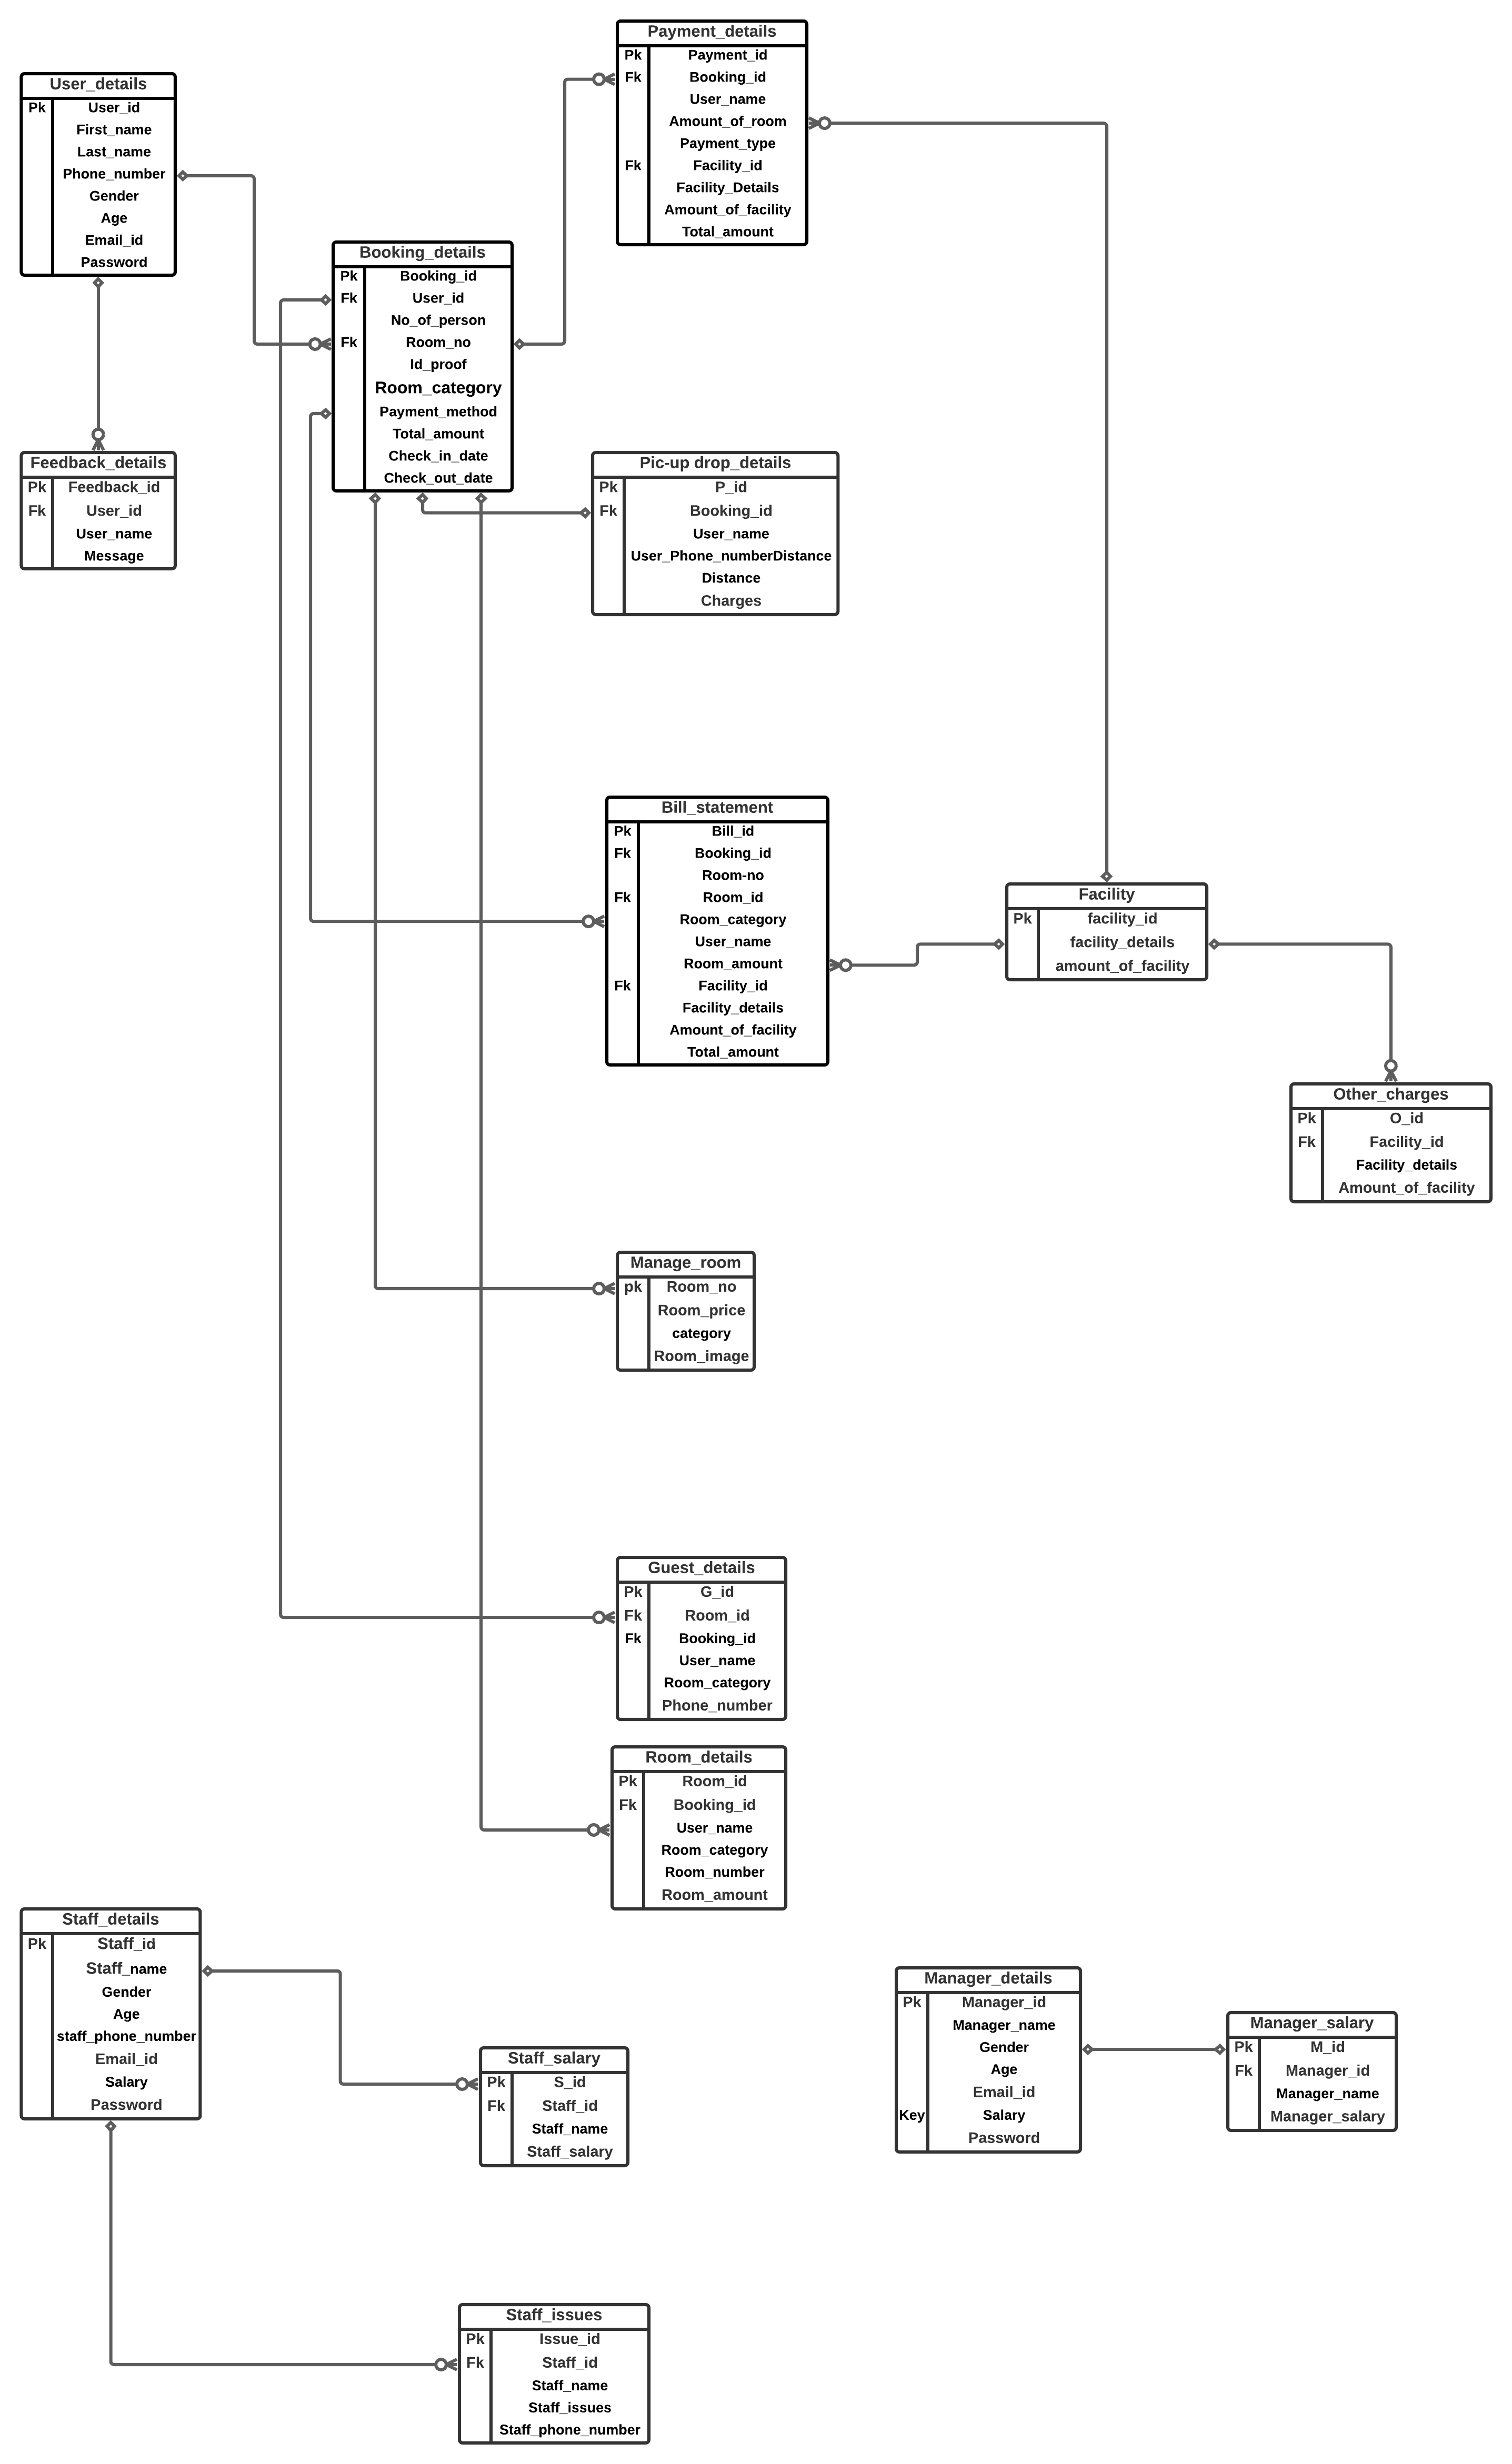 Payment_details
Pk Payment_id
Fk Booking_id
User_name
Amount_of_room
Payment_type
Fk Facility_id
Facility_Details
Amount_of_facility
Total_amount
User_details
Pk User_id
First_name
Last_name
Phone_number
Gender
Age
Email_id
Password
Booking_details
Pk Booking_id
Fk User_id
No_of_person
Fk Room_no
Id_proof
Room_category
Payment_method
Total_amount
Check_in_date
Check_out_date
Feedback_details
Pk Feedback_id
Fk User_id
User_name
Message
Pic-up drop_details
Pk P_id
Fk Booking_id
User_name
User_Phone_numberDistance
Distance
Charges
Bill_statement
Pk Bill_id
Fk Booking_id
Room-no
Fk Room_id
Room_category
User_name
Room_amount
Fk Facility_id
Facility_details
Amount_of_facility
Total_amount
Facility
Pk facility_id
facility_details
amount_of_facility
Other_charges
Pk O_id
Fk Facility_id
Facility_details
Amount_of_facility
Manage_room
pk Room_no
Room_price
category
Room_image
Guest_details
Pk G_id
Fk Room_id
Fk Booking_id
User_name
Room_category
Phone_number
Room_details
Pk Room_id
Fk Booking_id
User_name
Room_category
Room_number
Room_amount
Staff_details
Pk Staff_id
Staff_name
Gender
Age
staff_phone_number
Email_id
Salary
Password
Staff_salary
Pk S_id
Fk Staff_id
Staff_name
Staff_salary
Manager_details
Pk Manager_id
Manager_name
Gender
Age
Email_id
Key Salary
Password
Manager_salary
Pk M_id
Fk Manager_id
Manager_name
Manager_salary
Staff_issues
Pk Issue_id
Fk Staff_id
Staff_name
Staff_issues
Staff_phone_number